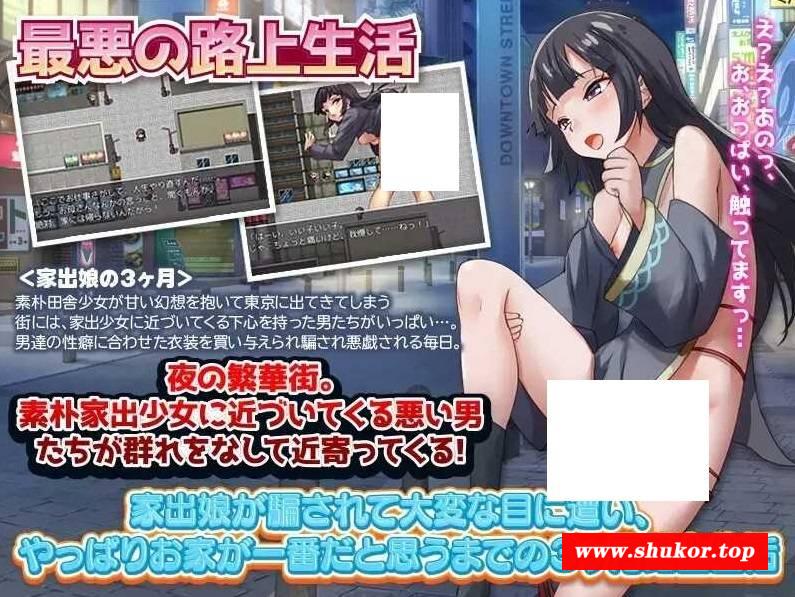 最悪の路上生活
DOWNTOWN STREET
え?え?あのっ、
お、おっぱい、触ってますっ…
<家出娘の3ヶ月>
素朴田舎少女が甘い幻想を抱いて東京に出てきてしまう
街には、家出少女に近づいてくる下心を持った男たちがいっぱい…。
男達の性癖に合わせた衣装を買い与えられ騙され悪戯される毎日。
夜の繁華街。
素朴家出少女に近づいてくる悪い男
たちが群れをなして近寄ってくる!
家出娘が騙されて大変な目に遭い、
やっぱりお家が一番だと思うまでの3
www.shukor.top